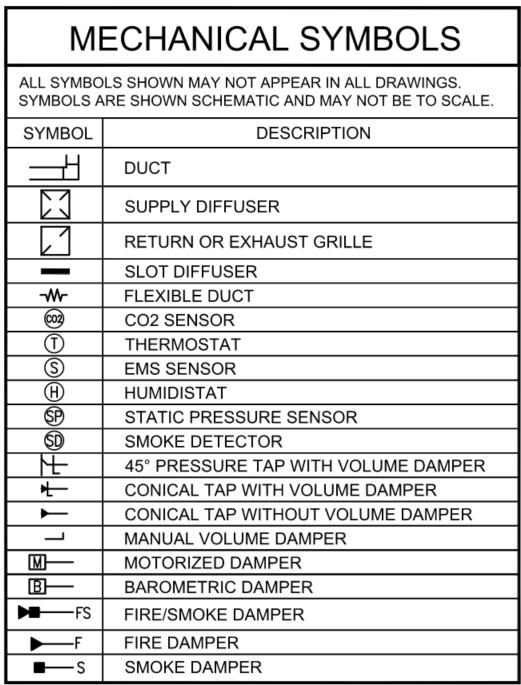 MECHANICAL SYMBOLS
ALL SYMBOLS SHOWN MAY NOT APPEAR IN ALL DRAWINGS.
SYMBOLS ARE SHOWN SCHEMATIC AND MAY NOT BE TO SCALE.
SYMBOL DESCRIPTION
DUCT
SUPPLY DIFFUSER
RETURN OR EXHAUST GRILLE
SLOT DIFFUSER
FLEXIBLE DUCT
CO2 CO2 SENSOR
T THERMOSTAT
S EMS SENSOR
H HUMIDISTAT
SP STATIC PRESSURE SENSOR
SD SMOKE DETECTOR
45° PRESSURE TAP WITH VOLUME DAMPER
CONICAL TAP WITH VOLUME DAMPER
CONICAL TAP WITHOUT VOLUME DAMPER
MANUAL VOLUME DAMPER
M MOTORIZED DAMPER
B BAROMETRIC DAMPER
FS FIRE/SMOKE DAMPER
F FIRE DAMPER
S SMOKE DAMPER